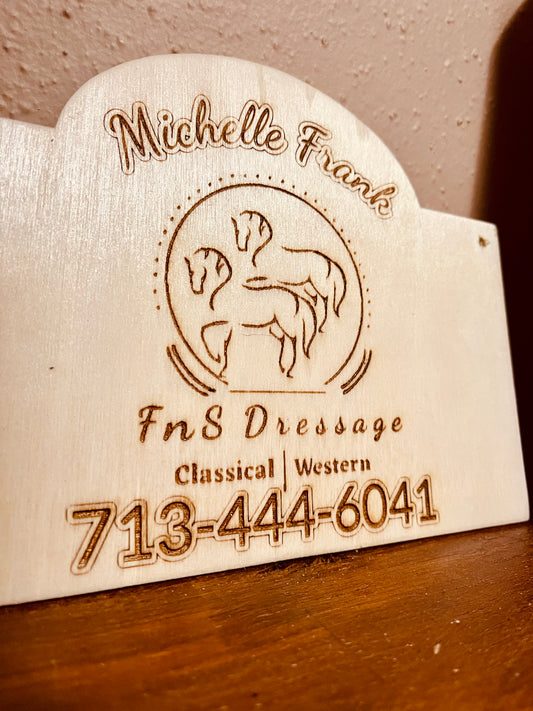 Michelle Frank
FnS Dressage
Classical | Western
713-444-6041